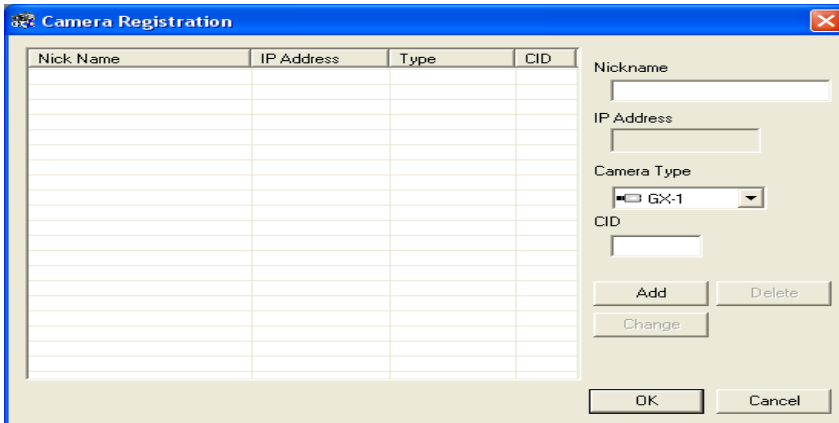 Camera Registration
Nick Name IP Address Type CID
Nickname
IP Address
Camera Type
GX-1
CID
Add Delete
Change
OK Cancel